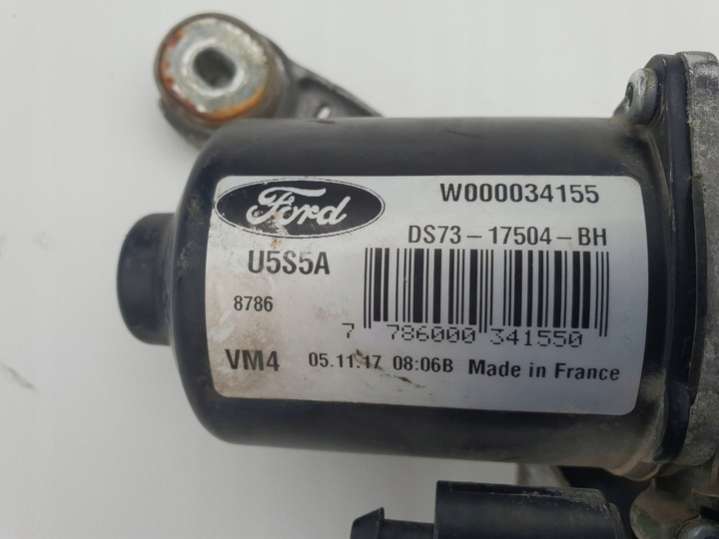 Ford
W000034155
DS73-17504-BH
U5S5A
8786
7 786000 341550
VM4 05.11.17 08:06B Made in France